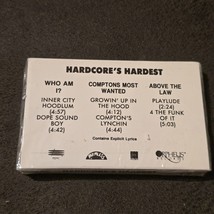 HARDCORE'S HARDEST
WHO AM
I?
INNER CITY
HOODLUM
(4:57)
DOPE SOUND
BOY
(4:42)
COMPTONS MOST
WANTED
GROWIN' UP IN
THE HOOD
(4:12)
COMPTON'S
LYNCHIN
(4:44)
ABOVE THE
LAW
PLAYLUDE
(2:24)
4 THE FUNK
OF IT
(5:03)
Contains Explicit Lyrics